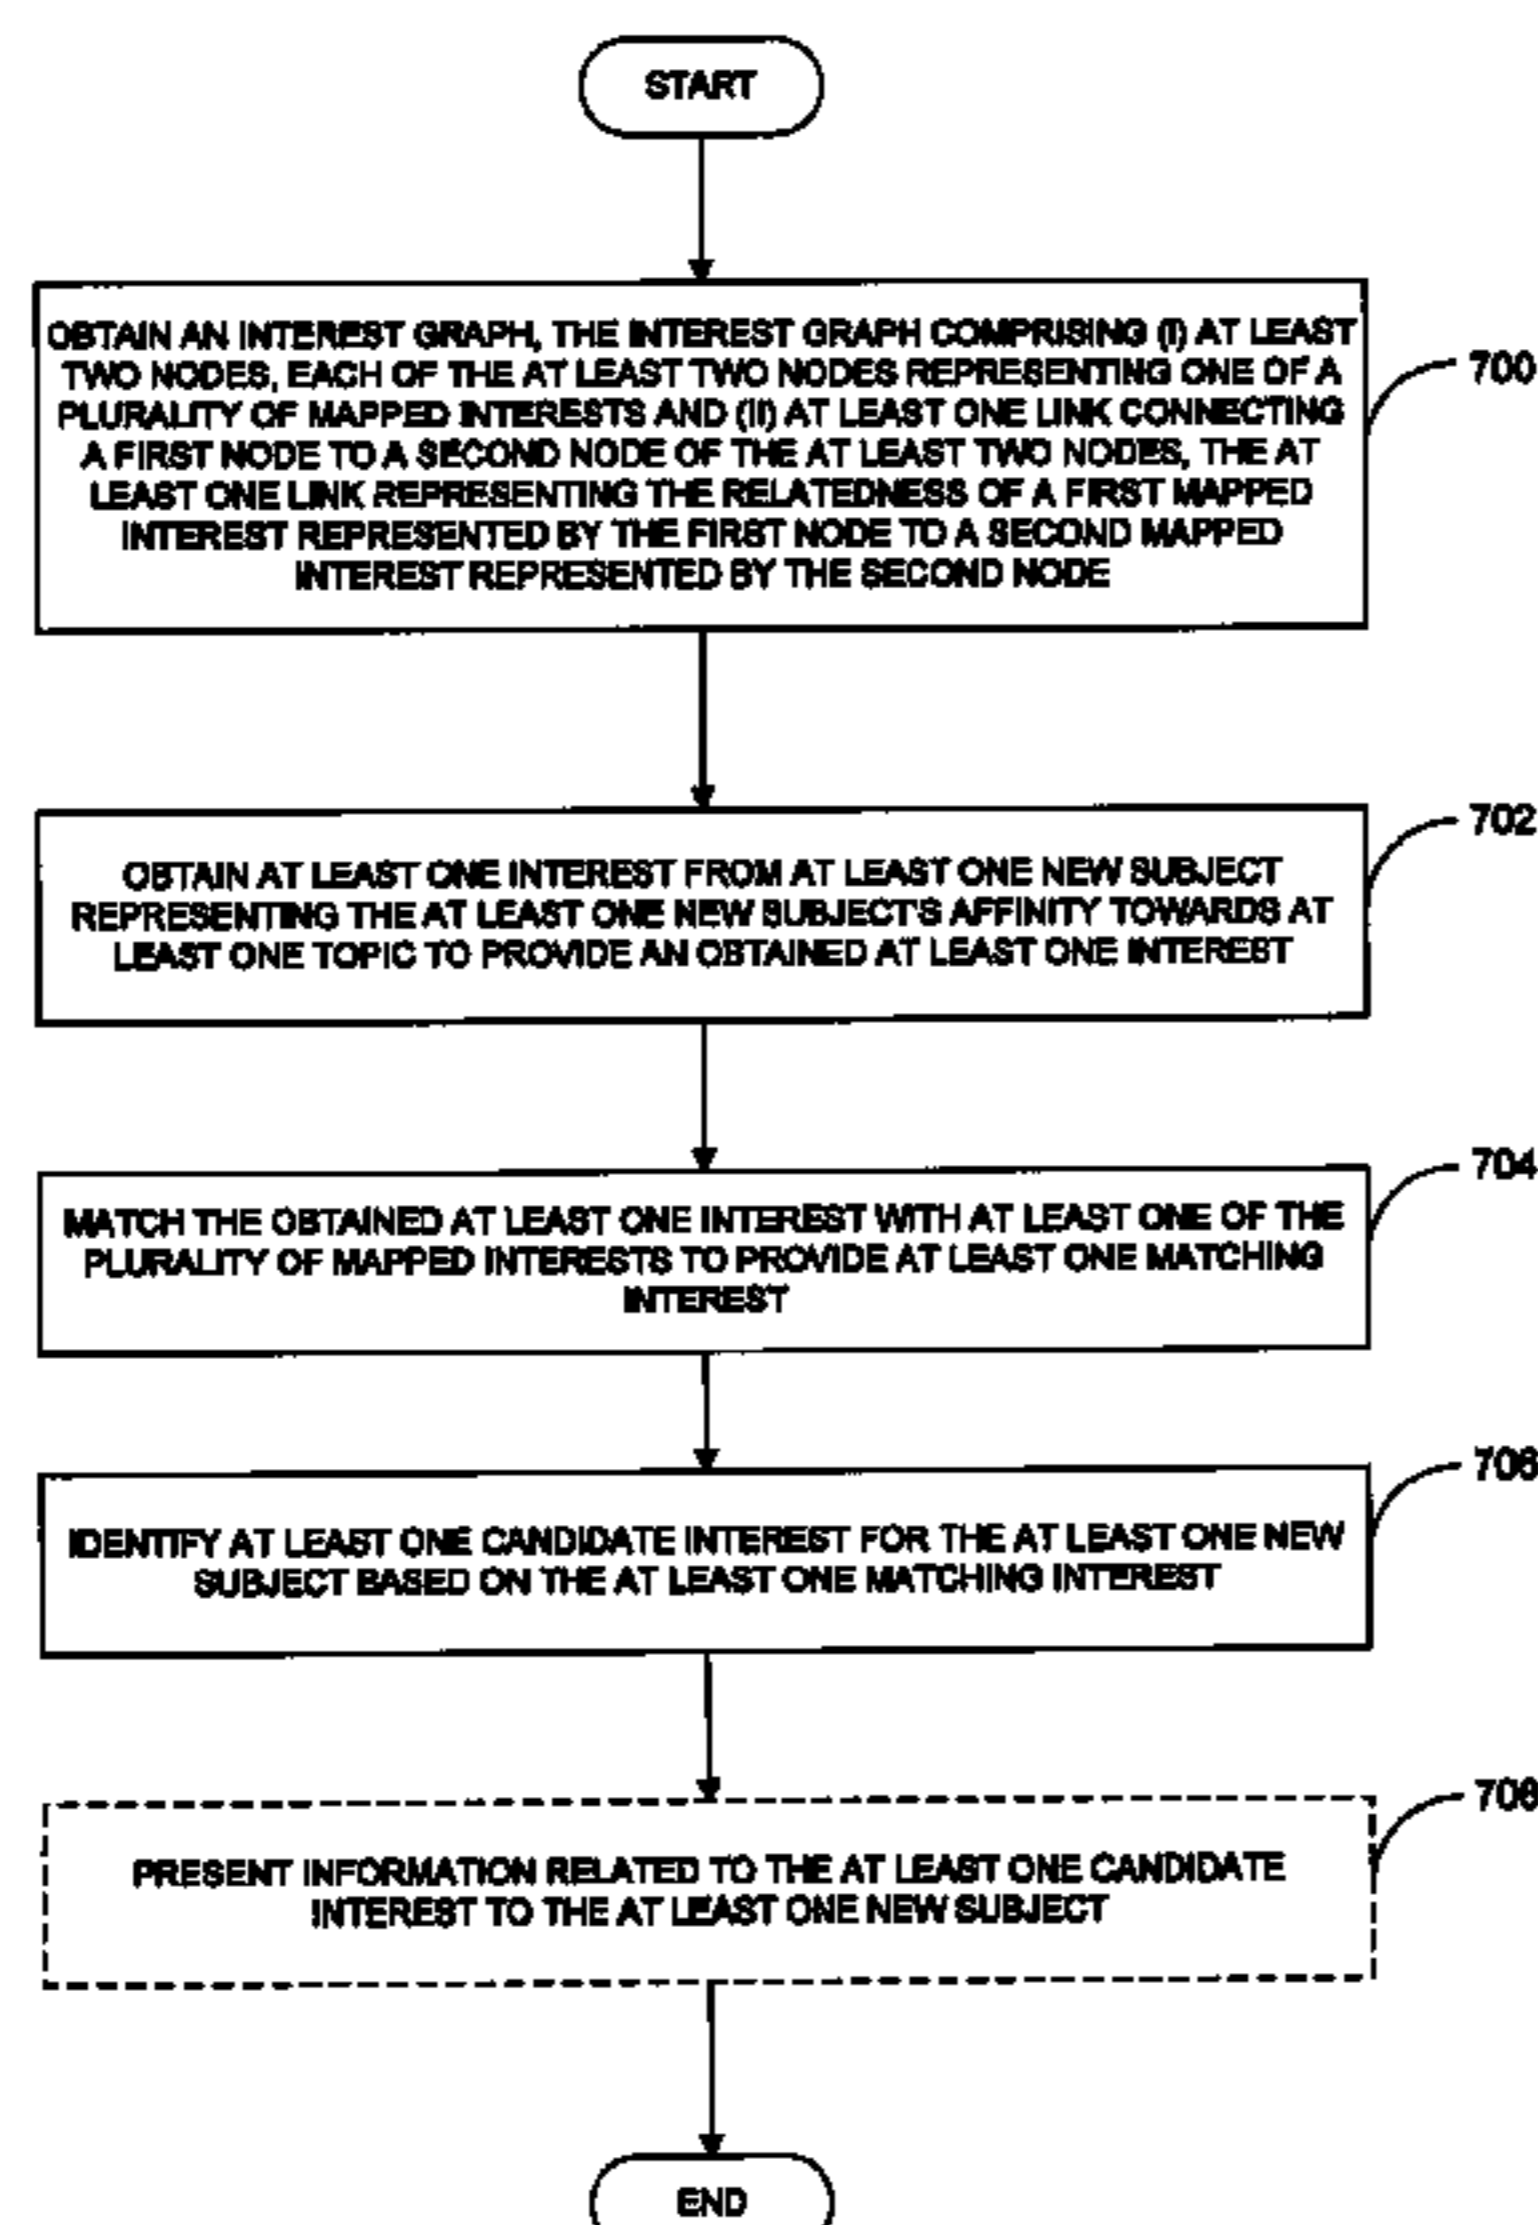 START
OBTAIN AN INTEREST GRAPH, THE INTEREST GRAPH COMPRISING (I) AT LEAST
TWO NODES, EACH OF THE AT LEAST TWO NODES REPRESENTING ONE OF A
PLURALITY OF MAPPED INTERESTS AND (II) AT LEAST ONE LINK CONNECTING
A FIRST NODE TO A SECOND NODE OF THE AT LEAST TWO NODES, THE AT
LEAST ONE LINK REPRESENTING THE RELATEDNESS OF A FIRST MAPPED
INTEREST REPRESENTED BY THE FIRST NODE TO A SECOND MAPPED
INTEREST REPRESENTED BY THE SECOND NODE
700
OBTAIN AT LEAST ONE INTEREST FROM AT LEAST ONE NEW SUBJECT
REPRESENTING THE AT LEAST ONE NEW SUBJECT'S AFFINITY TOWARDS AT
LEAST ONE TOPIC TO PROVIDE AN OBTAINED AT LEAST ONE INTEREST
702
MATCH THE OBTAINED AT LEAST ONE INTEREST WITH AT LEAST ONE OF THE
PLURALITY OF MAPPED INTERESTS TO PROVIDE AT LEAST ONE MATCHING
INTEREST
704
IDENTIFY AT LEAST ONE CANDIDATE INTEREST FOR THE AT LEAST ONE NEW
SUBJECT BASED ON THE AT LEAST ONE MATCHING INTEREST
706
PRESENT INFORMATION RELATED TO THE AT LEAST ONE CANDIDATE
INTEREST TO THE AT LEAST ONE NEW SUBJECT
708
END